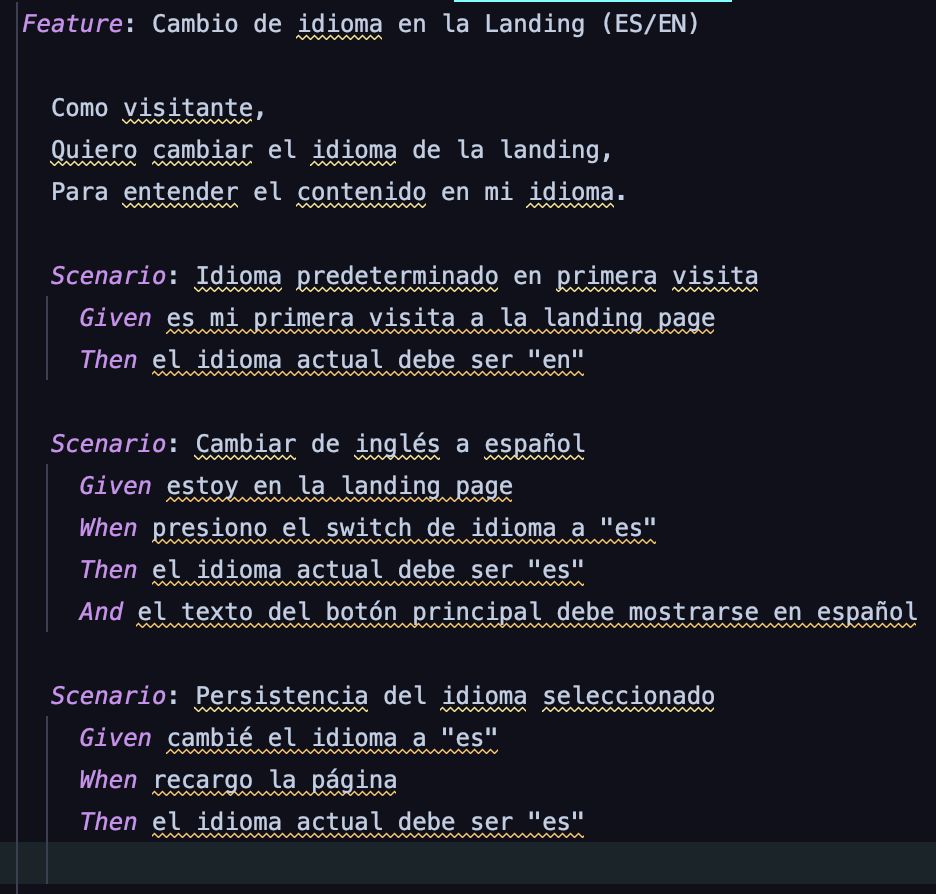 Feature: Cambio de idioma en la Landing (ES/EN)
Como visitante,
Quiero cambiar el idioma de la landing,
Para entender el contenido en mi idioma.
Scenario: Idioma predeterminado en primera visita
Given es mi primera visita a la landing page
Then el idioma actual debe ser "en"
Scenario: Cambiar de inglés a español
Given estoy en la landing page
When presiono el switch de idioma a "es"
Then el idioma actual debe ser "es"
And el texto del botón principal debe mostrarse en español
Scenario: Persistencia del idioma seleccionado
Given cambié el idioma a "es"
When recargo la página
Then el idioma actual debe ser "es"